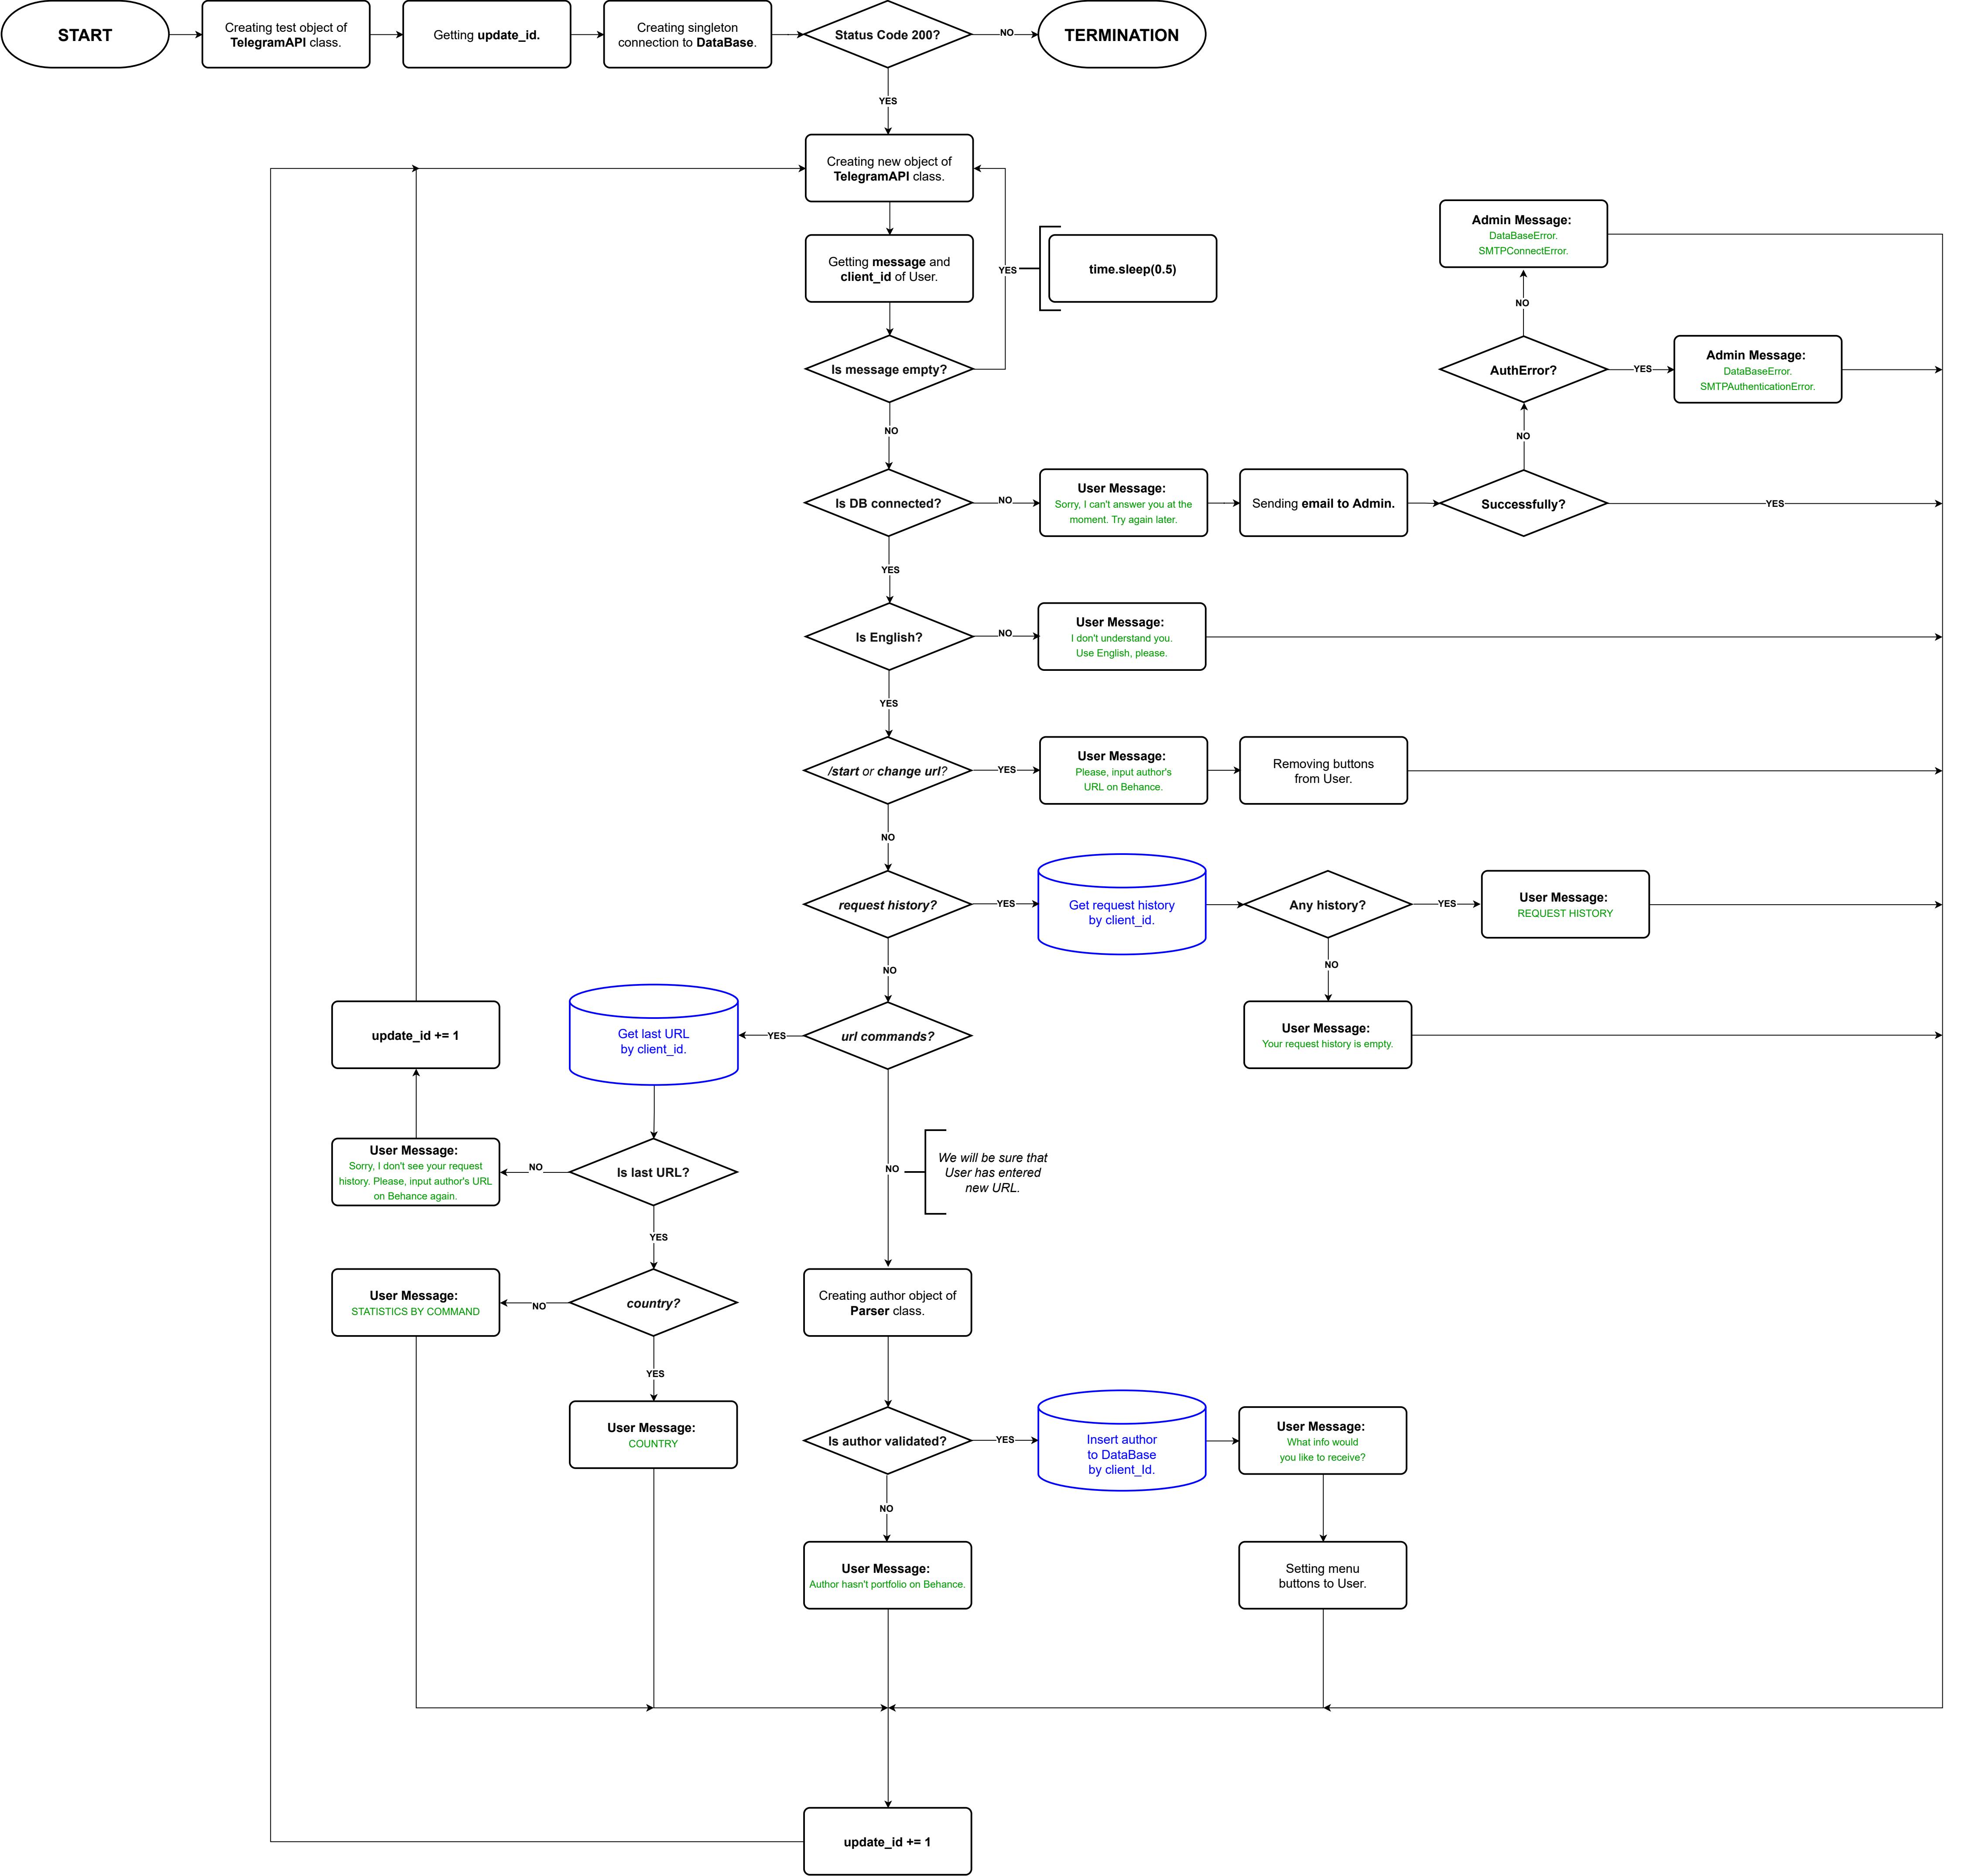 START
Creating test object of
TelegramAPI class.
Getting update_id.
Creating singleton
connection to DataBase.
Status Code 200?
NO
TERMINATION
YES
Creating new object of
TelegramAPI class.
Getting message and
client_id of User.
YES
time.sleep(0.5)
Admin Message:
DataBaseError.
SMTPConnectError.
NO
Is message empty?
AuthError?
YES
Admin Message:
DataBaseError.
SMTPAuthenticationError.
NO
NO
Is DB connected?
NO
User Message:
Sorry, I can't answer you at the
moment. Try again later.
Sending email to Admin.
Successfully?
YES
YES
Is English?
NO
User Message:
I don't understand you.
Use English, please.
YES
/start or change url?
YES
User Message:
Please, input author's
URL on Behance.
Removing buttons
from User.
NO
request history?
YES
Get request history
by client_id.
Any history?
YES
User Message:
REQUEST HISTORY
NO
NO
update_id += 1
Get last URL
by client_id.
YES
url commands?
User Message:
Your request history is empty.
User Message:
Sorry, I don't see your request
history. Please, input author's URL
on Behance again.
NO
Is last URL?
NO
We will be sure that
User has entered
new URL.
YES
User Message:
STATISTICS BY COMMAND
NO
country?
Creating author object of
Parser class.
YES
User Message:
COUNTRY
Is author validated?
YES
Insert author
to DataBase
by client_Id.
User Message:
What info would
you like to receive?
NO
User Message:
Author hasn't portfolio on Behance.
Setting menu
buttons to User.
update_id += 1